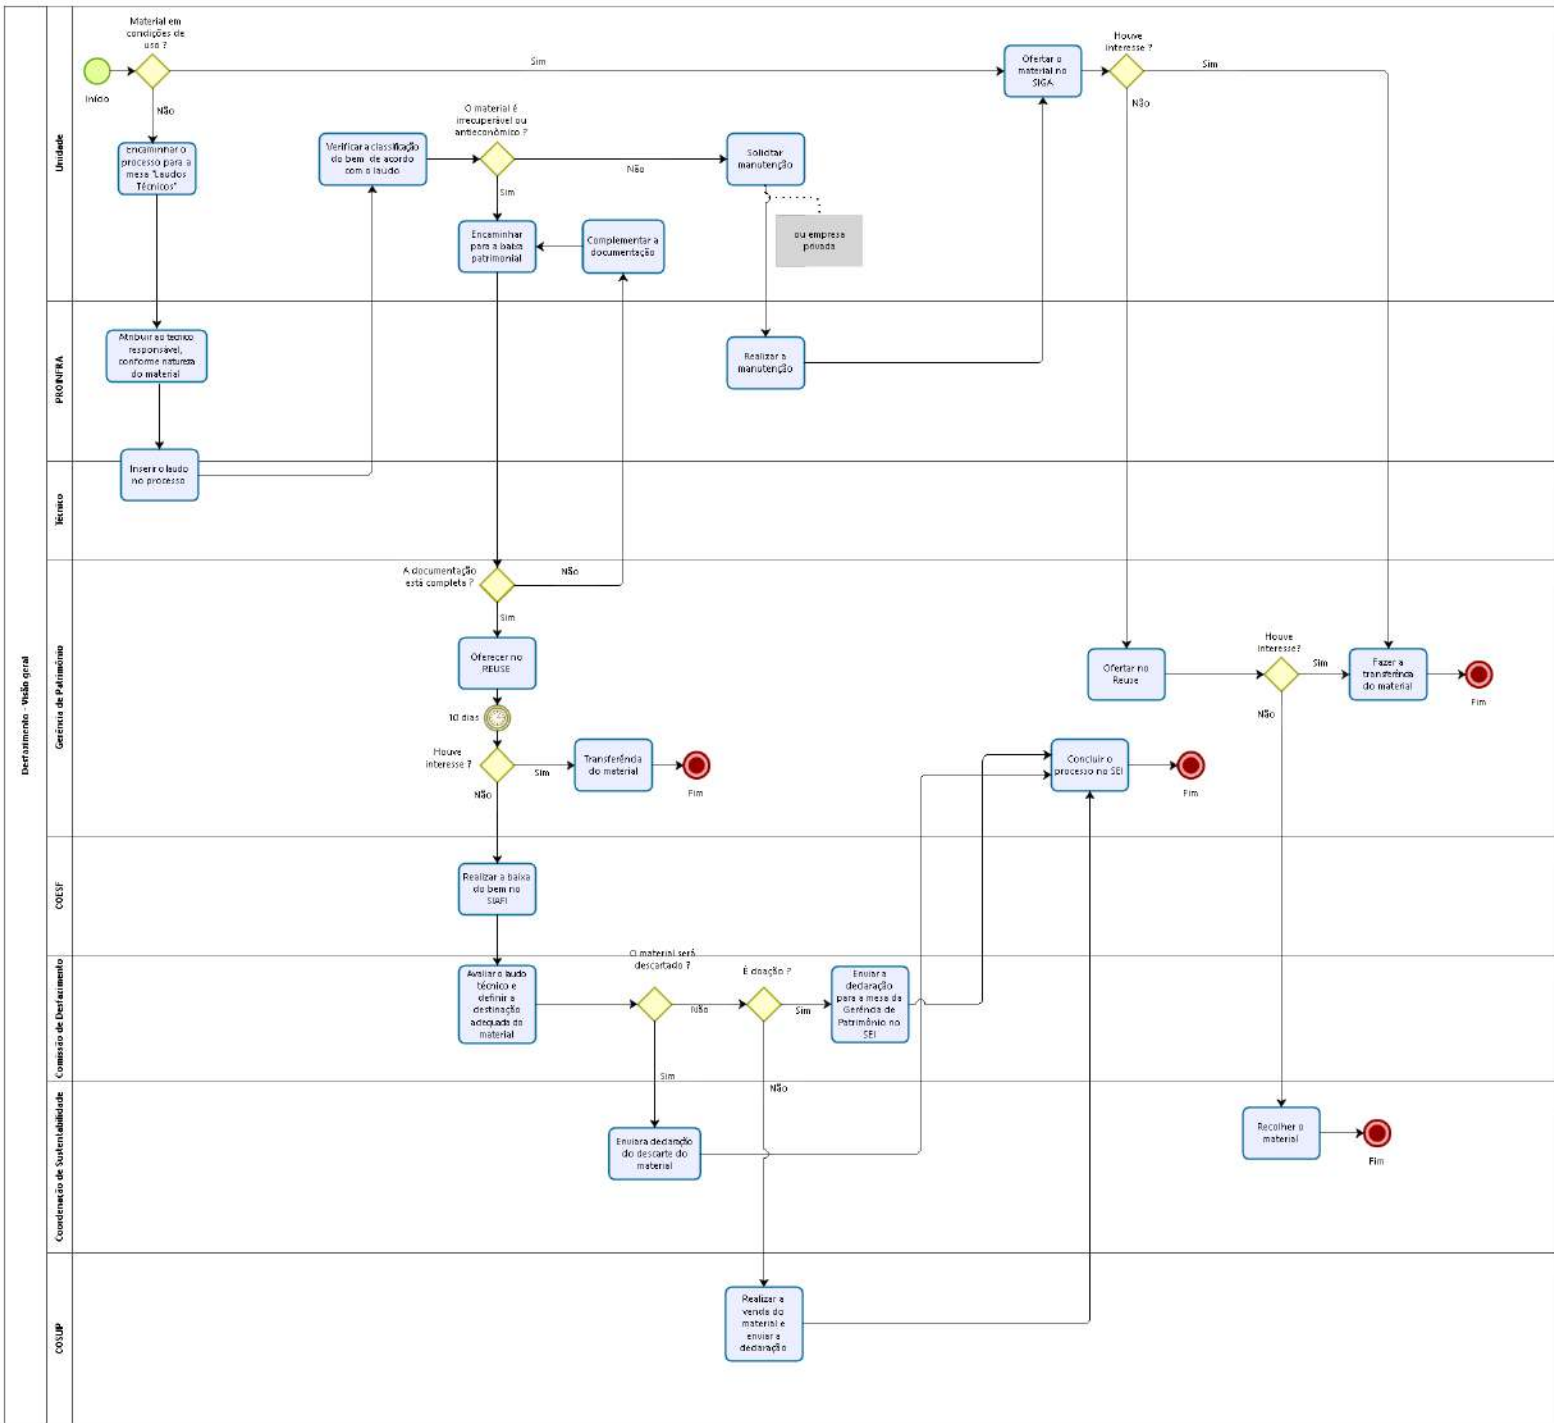 Desfazimento - Visão geral
Unidade
Material em
condições de
uso ?
Início
Sim
Não
Encaminhar o
processo para a
mesa "Laudos
Técnicos"
Verificar a classificação
do bem de acordo
com o laudo
O material é
irrecuperável ou
antieconômico ?
Não
Sim
Solicitar
manutenção
ou empresa
privada
Encaminhar
para a baixa
patrimonial
Complementar a
documentação
Ofertar o
material no
SIGA
Houve
interesse ?
Sim
Não
PROINFRA
Atribuir ao técnico
responsável,
conforme natureza
do material
Realizar a
manutenção
Técnico
Inserir o laudo
no processo
Gerência de Patrimônio
A documentação
está completa ?
Não
Sim
Oferecer no
REUSE
10 dias
Houve
interesse ?
Sim
Não
Transferência
do material
Fim
Ofertar no
Reuse
Houve
interesse?
Sim
Não
Fazer a
transferência
do material
Fim
Concluir o
processo no SEI
Fim
COESF
Realizar a baixa
do bem no
SIAFI
Comissão de Desfazimento
Avaliar o laudo
técnico e
definir a
destinação
adequada do
material
O material será
descartado ?
Não
Sim
É doação ?
Sim
Não
Enviar a
declaração
para a mesa da
Gerência de
Patrimônio no
SEI
Coordenação de Sustentabilidade
Enviar a declaração
do descarte do
material
Recolher o
material
Fim
COSUP
Realizar a
venda do
material e
enviar a
declaração